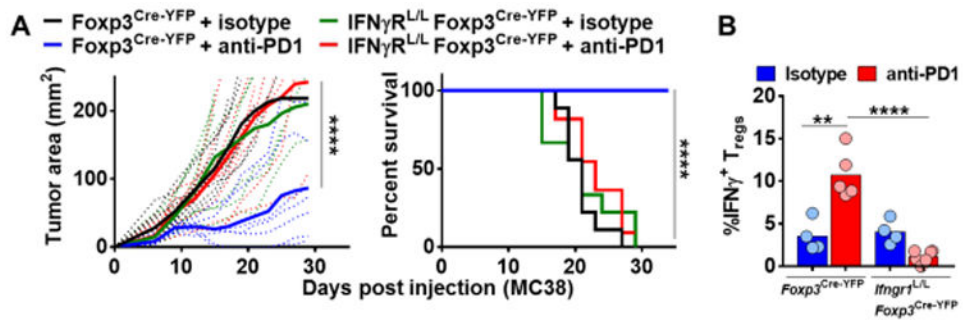 A
Foxp3Cre-YFP + isotype
IFNγRL/L Foxp3Cre-YFP + isotype
Foxp3Cre-YFP + anti-PD1
IFNγRL/L Foxp3Cre-YFP + anti-PD1
Tumor area (mm2)
200
100
0
0 10 20 30
****
Percent survival
100
50
0
0 10 20 30
****
Days post injection (MC38)
B
Isotype
anti-PD1
%IFNγ+ Tregs
20
15
10
5
0
**
****
Foxp3Cre-YFP
Ifngr1L/L
Foxp3Cre-YFP